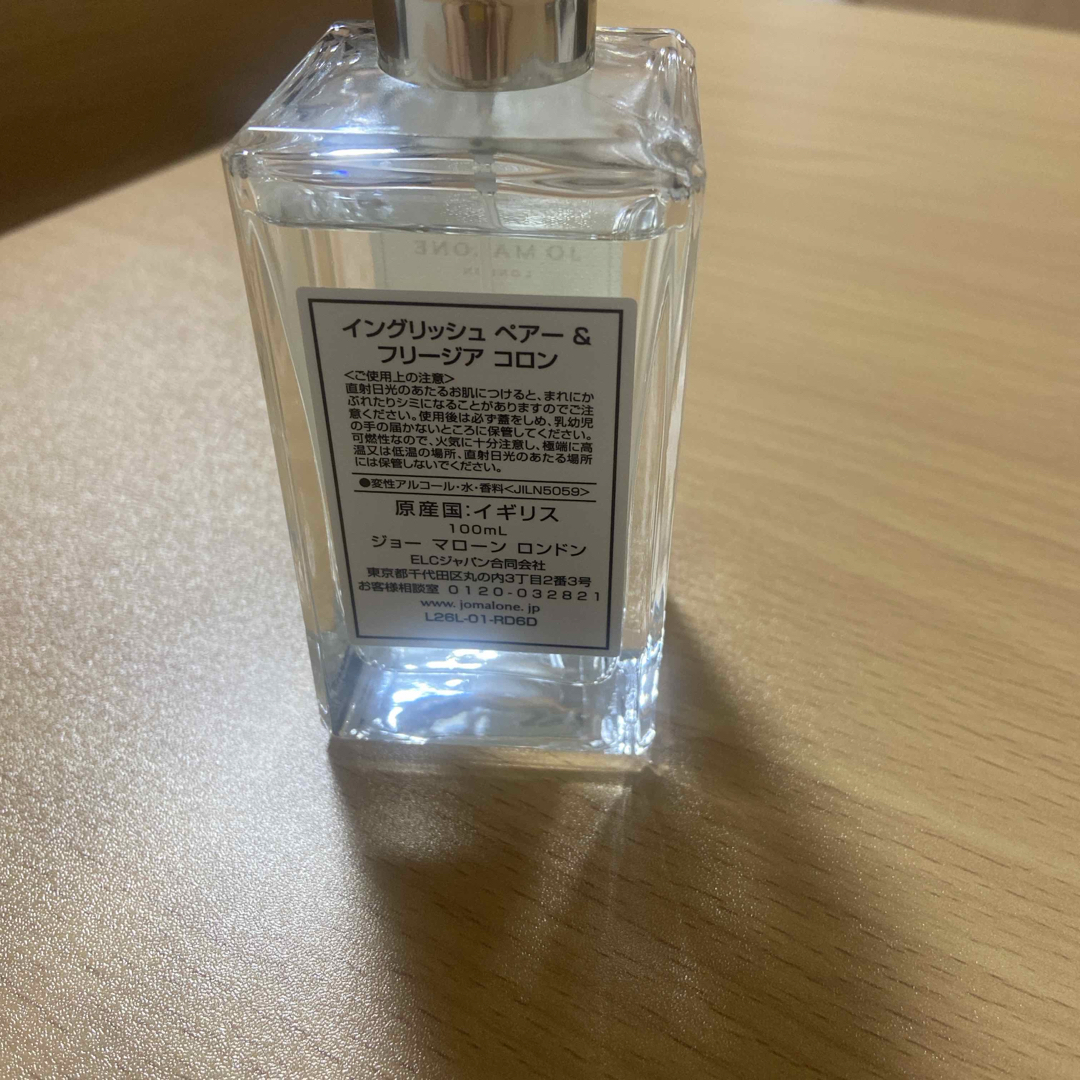 JO MALONE
LONDON
イングリッシュ ペアー &
フリージア コロン
<ご使用上の注意>
直射日光のあたるお肌につけると、まれにか
ぶれたりシミになることがありますのでご注
意ください。使用後は必ず蓋をしめ、乳幼児
の手の届かないところに保管してください。
可燃性なので、火気に十分注意し、極端に高
温又は低温の場所、直射日光のあたる場所
には保管しないでください。
●変性アルコール・水・香料<JILN5059>
原産国:イギリス
100mL
ジョー マローン ロンドン
ELCジャパン合同会社
東京都千代田区丸の内3丁目2番3号
お客様相談室 0120-032821
www.jomalone.jp
L26L-01-RD6D